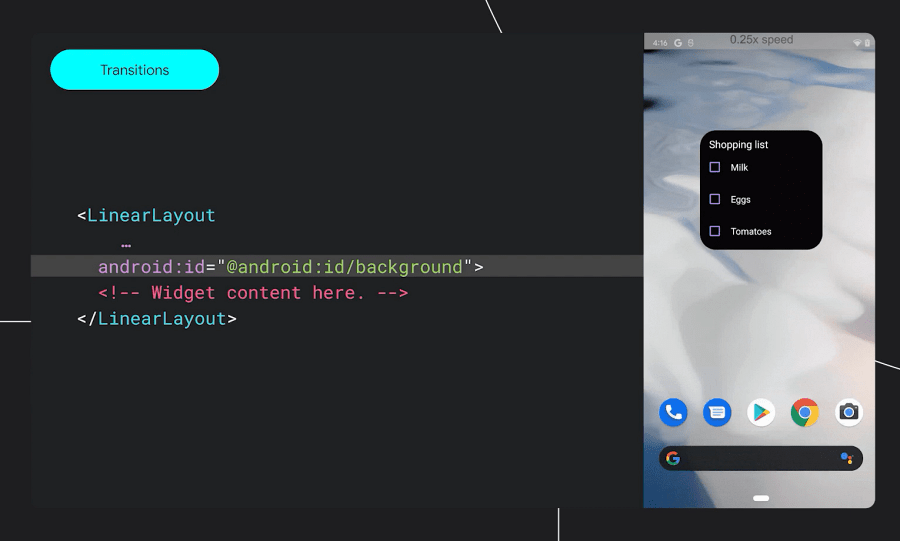 Transitions
<LinearLayout
…
android:id="@android:id/background">
<!-- Widget content here. -->
</LinearLayout>
4:16
0.25x speed
Shopping list
Milk
Eggs
Tomatoes